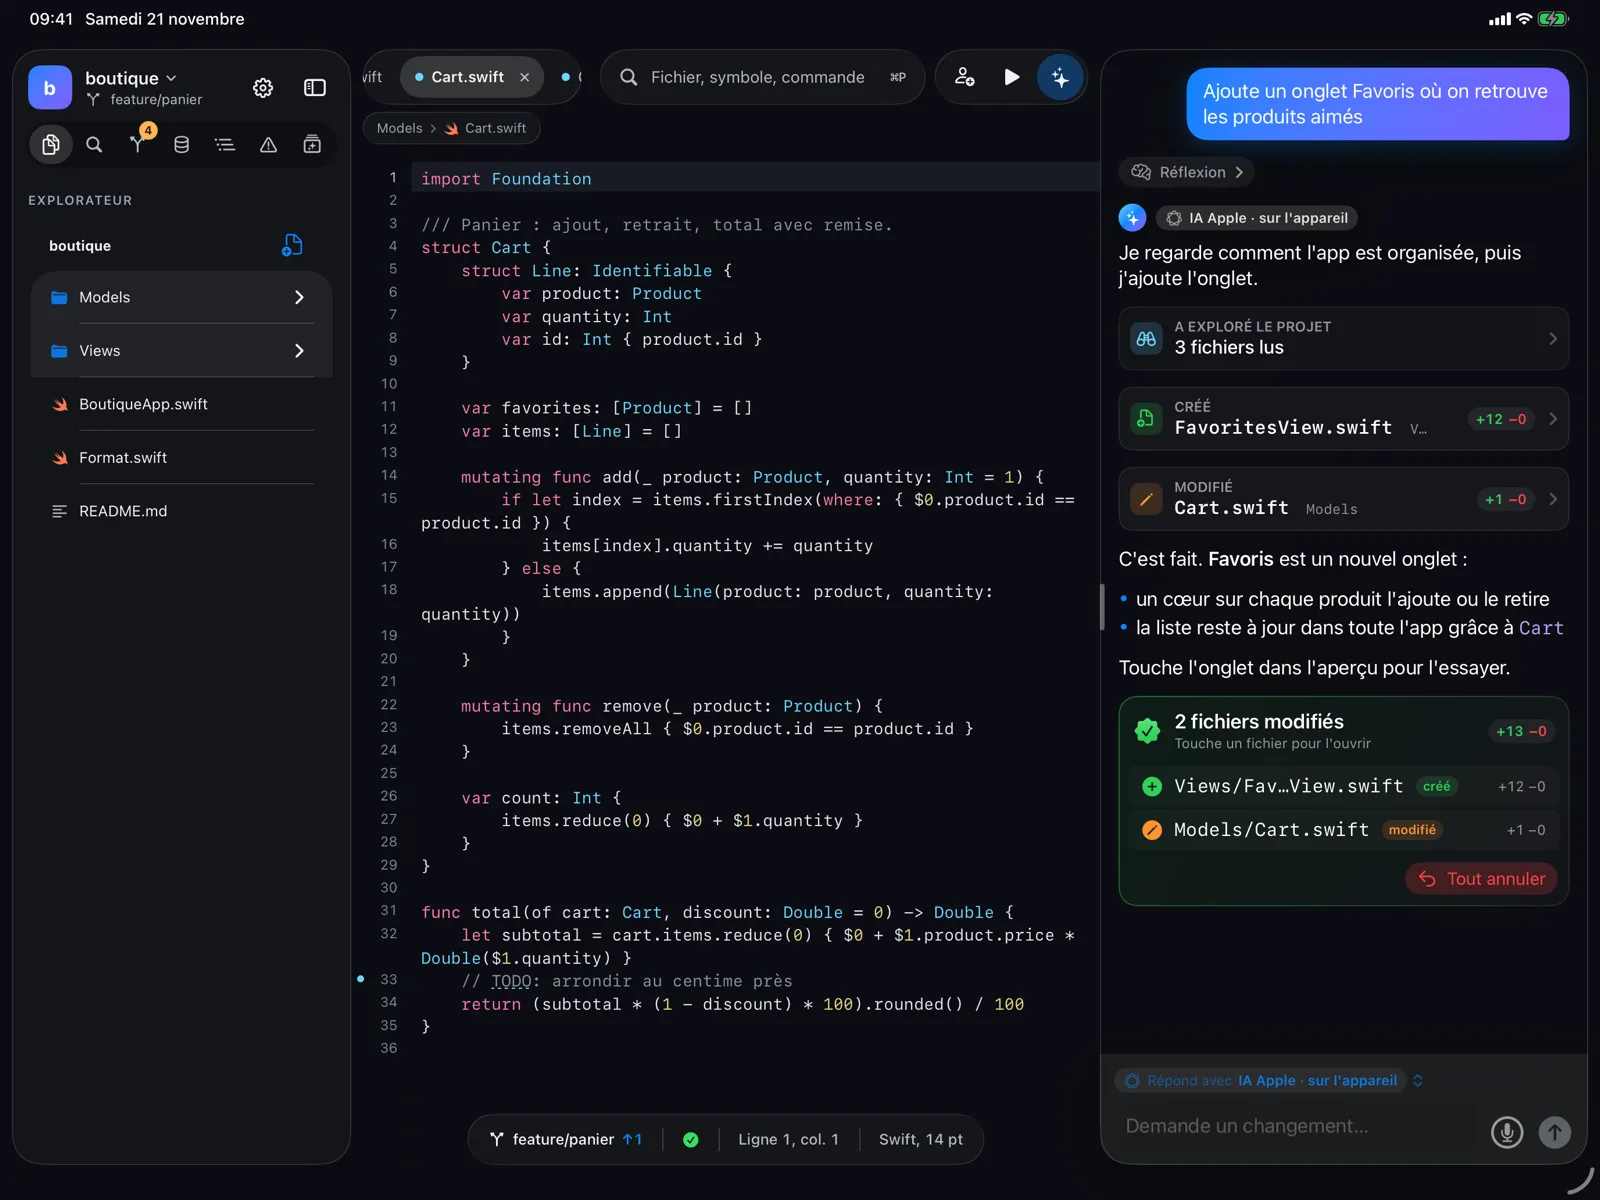 09:41 Samedi 21 novembre
b
boutique
feature/panier
4
EXPLORATEUR
boutique
Models
Views
BoutiqueApp.swift
Format.swift
README.md
ift
Cart.swift
Fichier, symbole, commande ⌘P
Models > Cart.swift
1 import Foundation
2
3 /// Panier : ajout, retrait, total avec remise.
4 struct Cart {
5 struct Line: Identifiable {
6 var product: Product
7 var quantity: Int
8 var id: Int { product.id }
9 }
10
11 var favorites: [Product] = []
12 var items: [Line] = []
13
14 mutating func add(_ product: Product, quantity: Int = 1) {
15 if let index = items.firstIndex(where: { $0.product.id ==
product.id }) {
16 items[index].quantity += quantity
17 } else {
18 items.append(Line(product: product, quantity:
quantity))
19 }
20 }
21
22 mutating func remove(_ product: Product) {
23 items.removeAll { $0.product.id == product.id }
24 }
25
26 var count: Int {
27 items.reduce(0) { $0 + $1.quantity }
28 }
29 }
30
31 func total(of cart: Cart, discount: Double = 0) -> Double {
32 let subtotal = cart.items.reduce(0) { $0 + $1.product.price *
Double($1.quantity) }
33 // TODO: arrondir au centime près
34 return (subtotal * (1 - discount) * 100).rounded() / 100
35 }
36
feature/panier ↑1
Ligne 1, col. 1
Swift, 14 pt
Ajoute un onglet Favoris où on retrouve
les produits aimés
Réflexion >
IA Apple · sur l'appareil
Je regarde comment l'app est organisée, puis
j'ajoute l'onglet.
A EXPLORÉ LE PROJET
3 fichiers lus
CRÉÉ
FavoritesView.swift V… +12 −0
MODIFIÉ
Cart.swift Models +1 −0
C'est fait. Favoris est un nouvel onglet :
• un cœur sur chaque produit l'ajoute ou le retire
• la liste reste à jour dans toute l'app grâce à Cart
Touche l'onglet dans l'aperçu pour l'essayer.
2 fichiers modifiés +13 −0
Touche un fichier pour l'ouvrir
Views/Fav…View.swift créé +12 −0
Models/Cart.swift modifié +1 −0
Tout annuler
Répond avec IA Apple · sur l'appareil
Demande un changement...